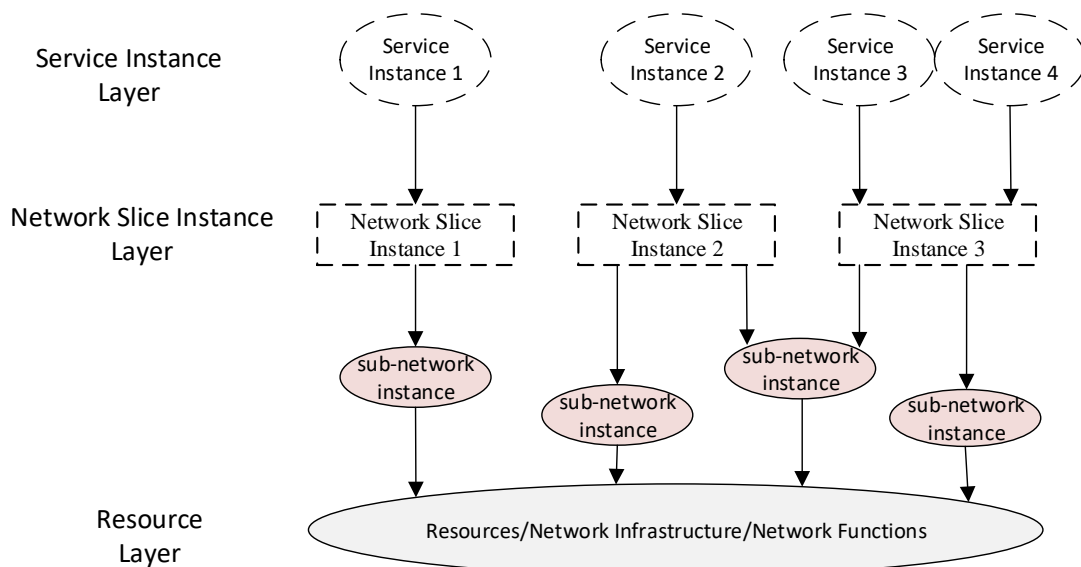 Service Instance
Layer
Service
Instance 1
Service
Instance 2
Service
Instance 3
Service
Instance 4
Network Slice Instance
Layer
Network Slice
Instance 1
Network Slice
Instance 2
Network Slice
Instance 3
sub-network
instance
sub-network
instance
sub-network
instance
sub-network
instance
Resource
Layer
Resources/Network Infrastructure/Network Functions